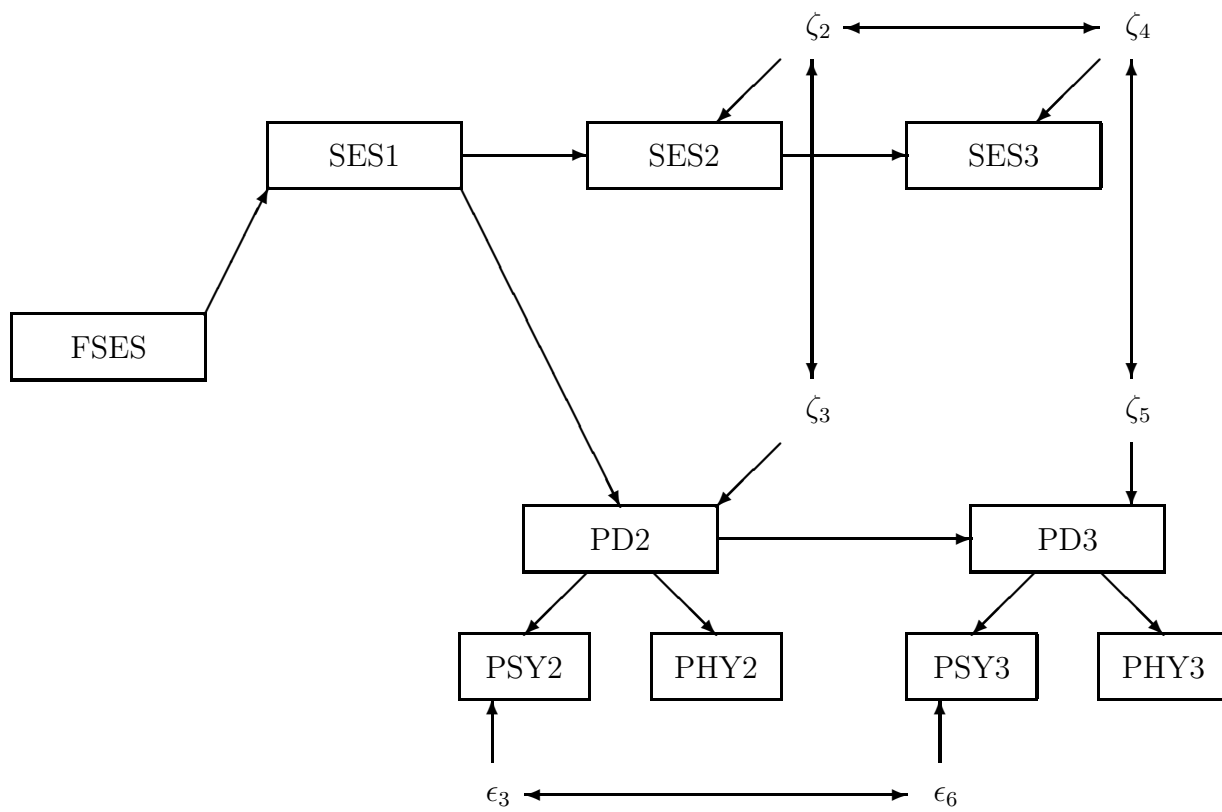 ζ2 ζ4
SES1 SES2 SES3
FSES
ζ3 ζ5
PD2 PD3
PSY2 PHY2 PSY3 PHY3
ϵ3 ϵ6